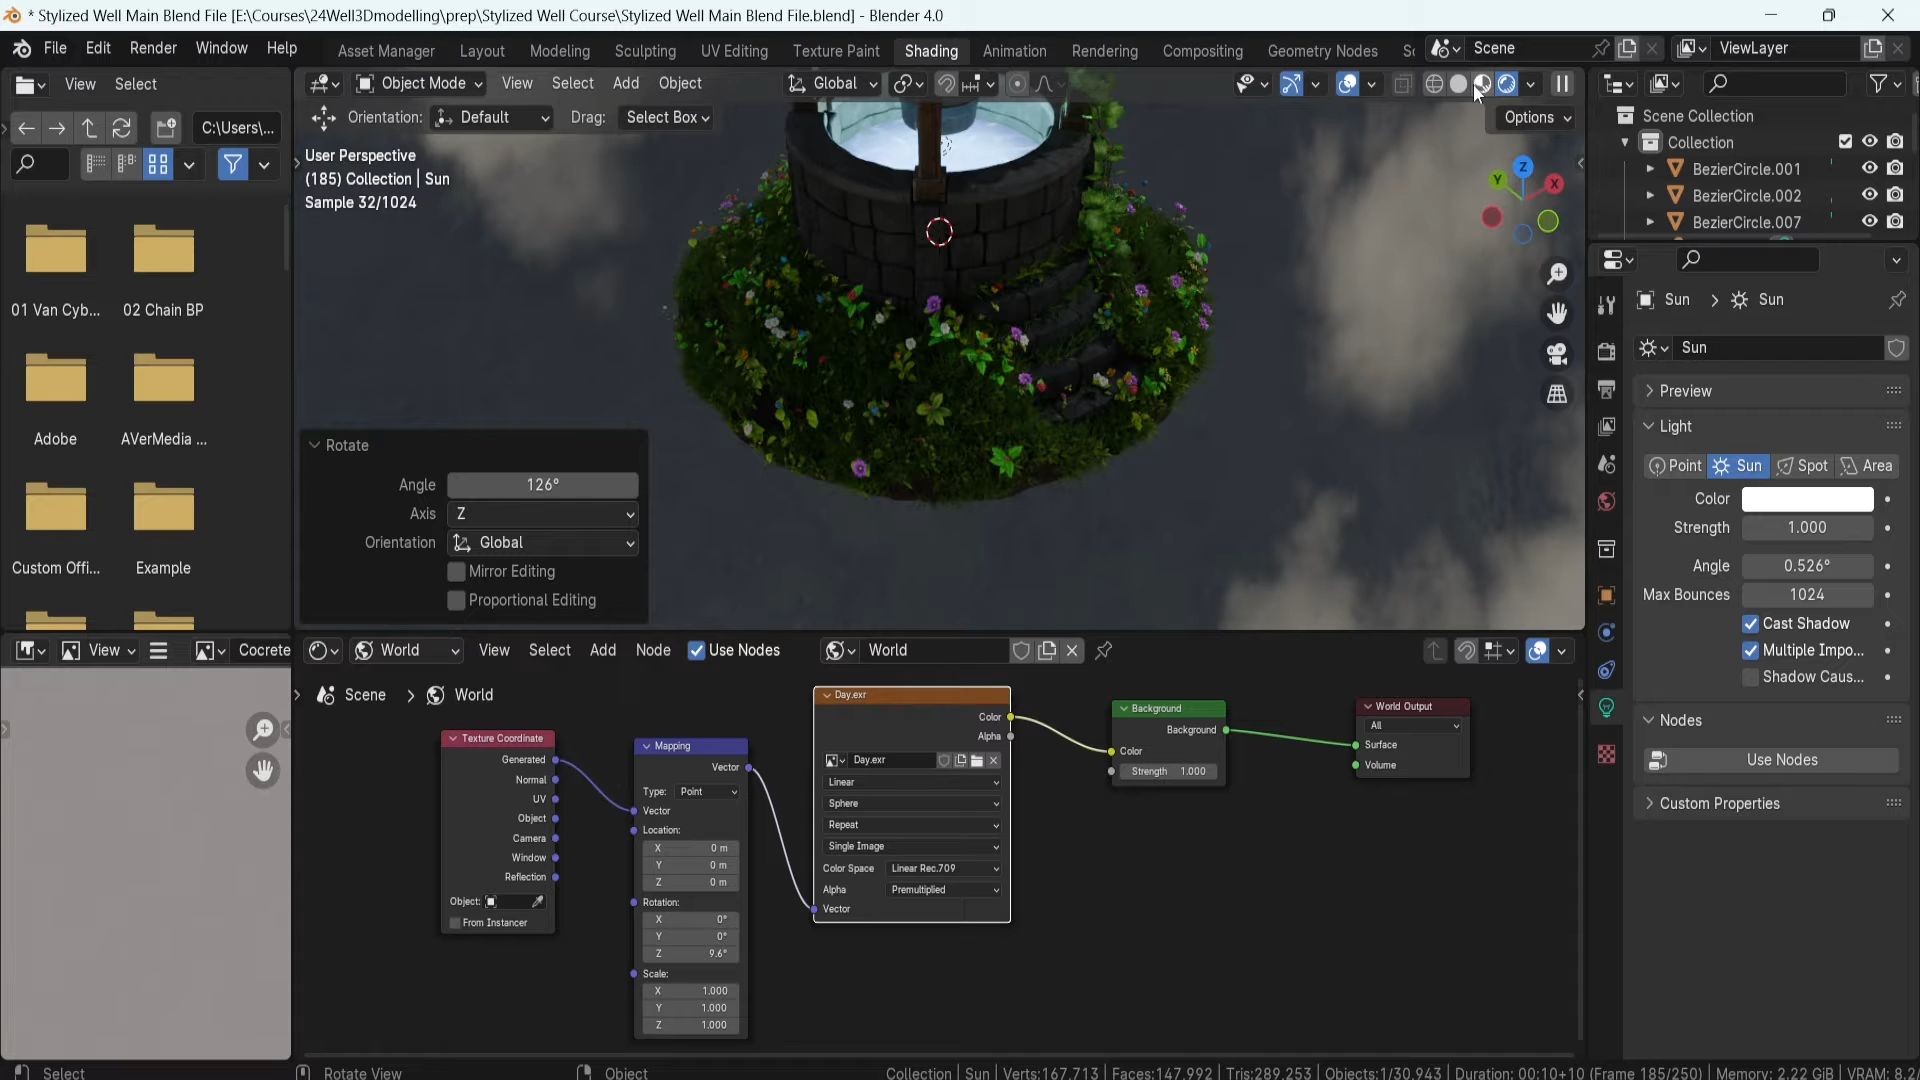 * Stylized Well Main Blend File [E:\Courses\24Well3Dmodelling\prep\Stylized Well Course\Stylized Well Main Blend File.blend] - Blender 4.0
File Edit Render Window Help
Asset Manager Layout Modeling Sculpting UV Editing Texture Paint Shading Animation Rendering Compositing Geometry Nodes
Scene
ViewLayer
View Select
Object Mode View Select Add Object
Global
C:\Users\...
Orientation: Default Drag: Select Box
Options
User Perspective
(185) Collection | Sun
Sample 32/1024
Z
Y
X
01 Van Cyb...
02 Chain BP
Adobe
AVerMedia ...
Custom Offi...
Example
Rotate
Angle 126°
Axis Z
Orientation Global
Mirror Editing
Proportional Editing
Scene Collection
Collection
BezierCircle.001
BezierCircle.002
BezierCircle.007
Sun > Sun
Sun
Preview
Light
Point Sun Spot Area
Color
Strength 1.000
Angle 0.526°
Max Bounces 1024
Cast Shadow
Multiple Impo...
Shadow Caus...
Nodes
Use Nodes
Custom Properties
View
Cocrete
World View Select Add Node Use Nodes
World
Scene > World
Texture Coordinate
Generated
Normal
UV
Object
Camera
Window
Reflection
Object:
From Instancer
Mapping
Vector
Type: Point
Vector
Location:
X 0 m
Y 0 m
Z 0 m
Rotation:
X 0°
Y 0°
Z 9.6°
Scale:
X 1.000
Y 1.000
Z 1.000
Day.exr
Color
Alpha
Day.exr
Linear
Sphere
Repeat
Single Image
Color Space Linear Rec.709
Alpha Premultiplied
Vector
Background
Background
Color
Strength 1.000
World Output
All
Surface
Volume
Select
Rotate View
Object
Collection | Sun | Verts:167,713 | Faces:147,992 | Tris:289,253 | Objects:1/30,943 | Duration: 00:10+10 (Frame 185/250) | Memory: 2.22 GiB | VRAM: 8.2/